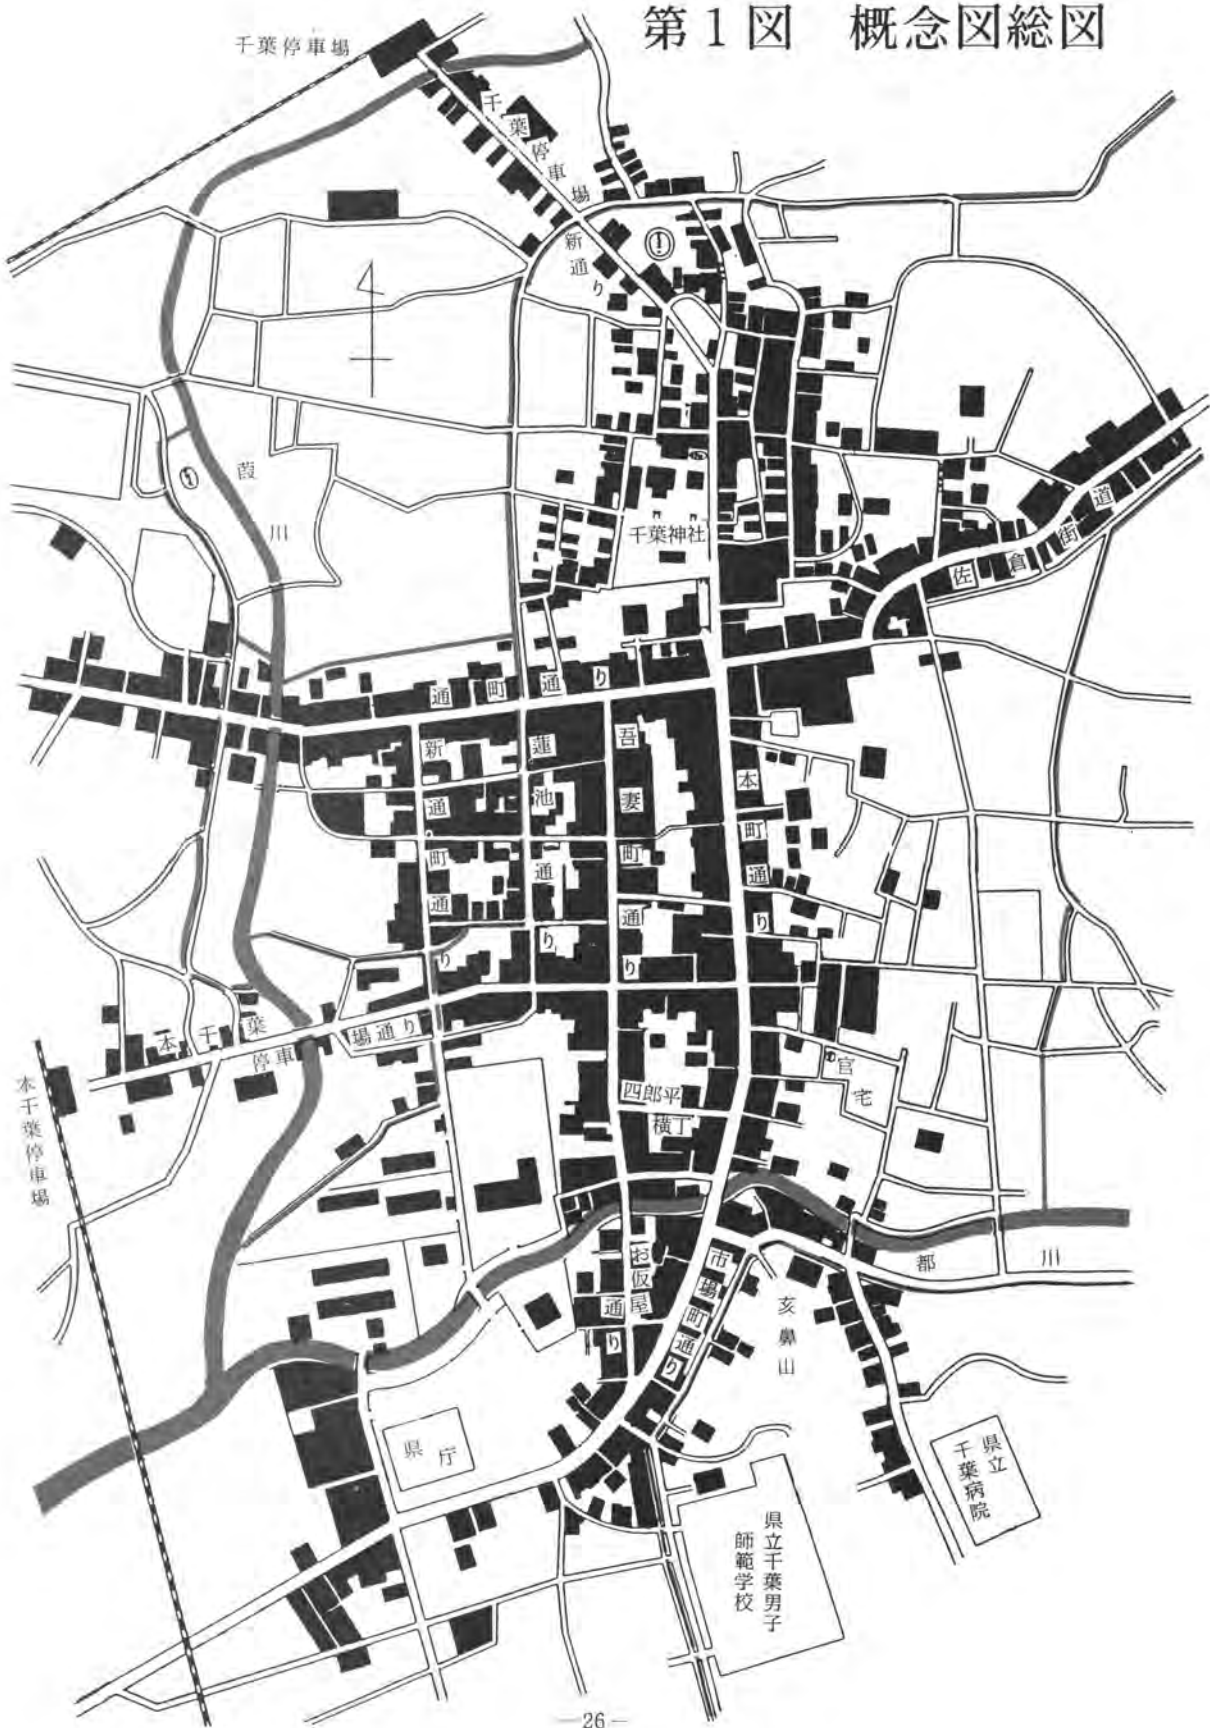 第1図 概念図総図
千葉停車場
千葉停車場
新通り
葭川
千葉神社
佐倉街道
通町通り
新通町通り
蓮池通り
吾妻町通り
本町通り
本千葉
停車場通り
本千葉停車場
官宅
四郎平
横丁
都川
お仮屋
通り
市場町通り
亥鼻山
県庁
県立
千葉病院
県立千葉男子
師範学校
—26—